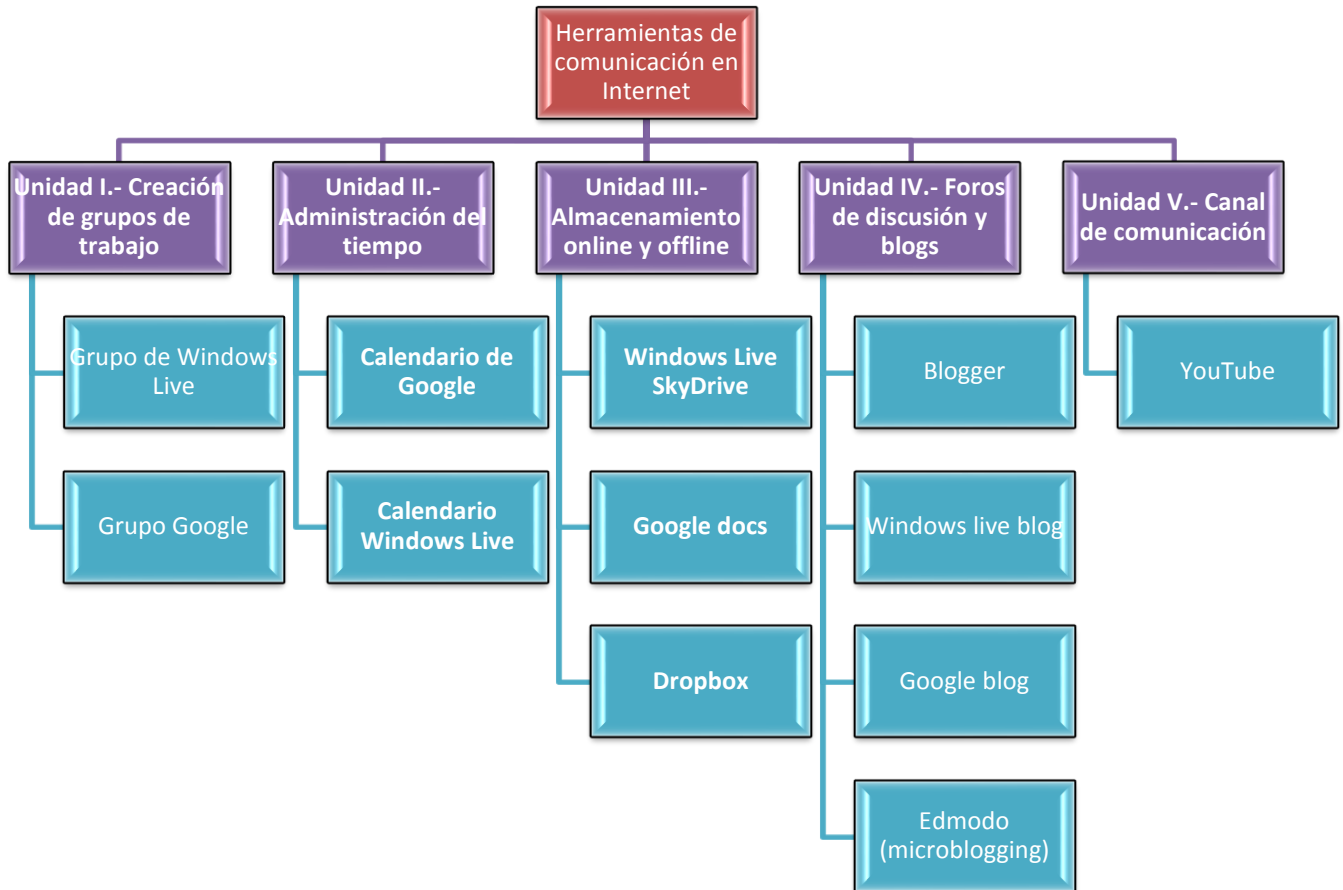 Herramientas de
comunicación en
Internet
Unidad I.- Creación
de grupos de
trabajo
Grupo de Windows
Live
Grupo Google
Unidad II.-
Administración del
tiempo
Calendario de
Google
Calendario
Windows Live
Unidad III.-
Almacenamiento
online y offline
Windows Live
SkyDrive
Google docs
Dropbox
Unidad IV.- Foros
de discusión y
blogs
Blogger
Windows live blog
Google blog
Edmodo
(microblogging)
Unidad V.- Canal
de comunicación
YouTube